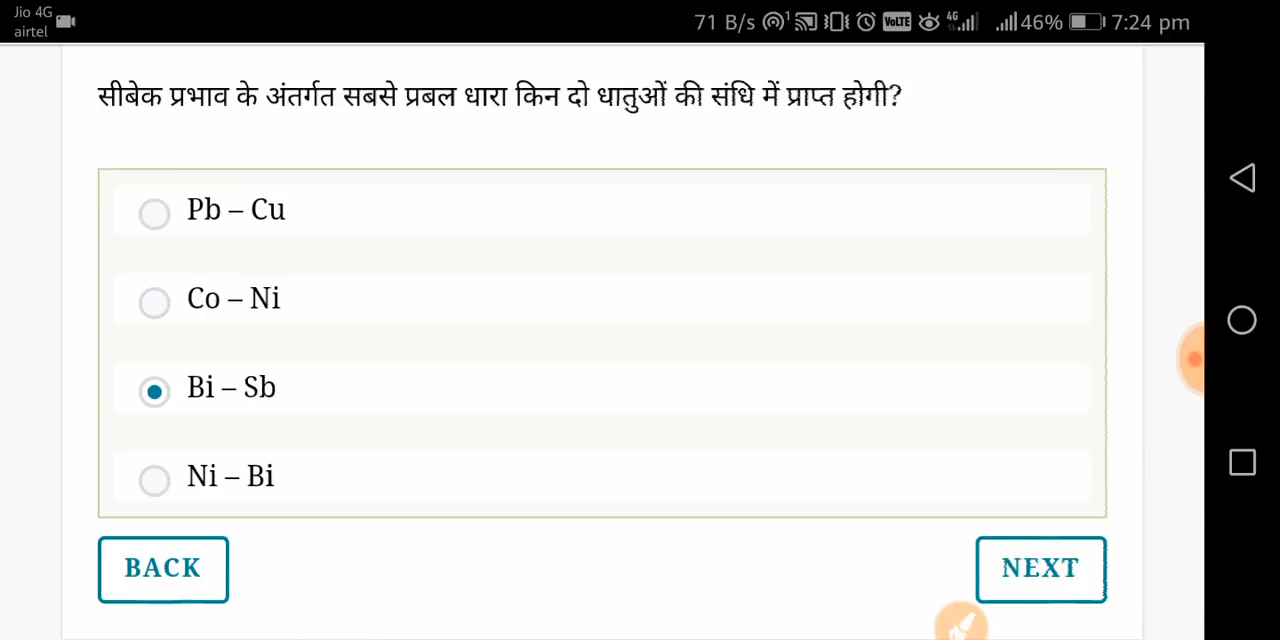 Jio 4G
airtel
71 B/s 1 VoLTE 4G 46% 7:24 pm
सीबेक प्रभाव के अंतर्गत सबसे प्रबल धारा किन दो धातुओं की संधि में प्राप्त होगी?
Pb – Cu
Co – Ni
Bi – Sb
Ni – Bi
BACK
NEXT